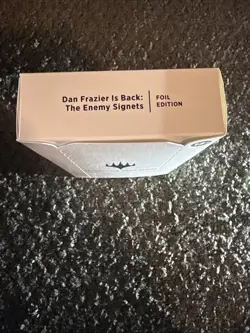 Dan Frazier Is Back:
The Enemy Signets
FOIL
EDITION